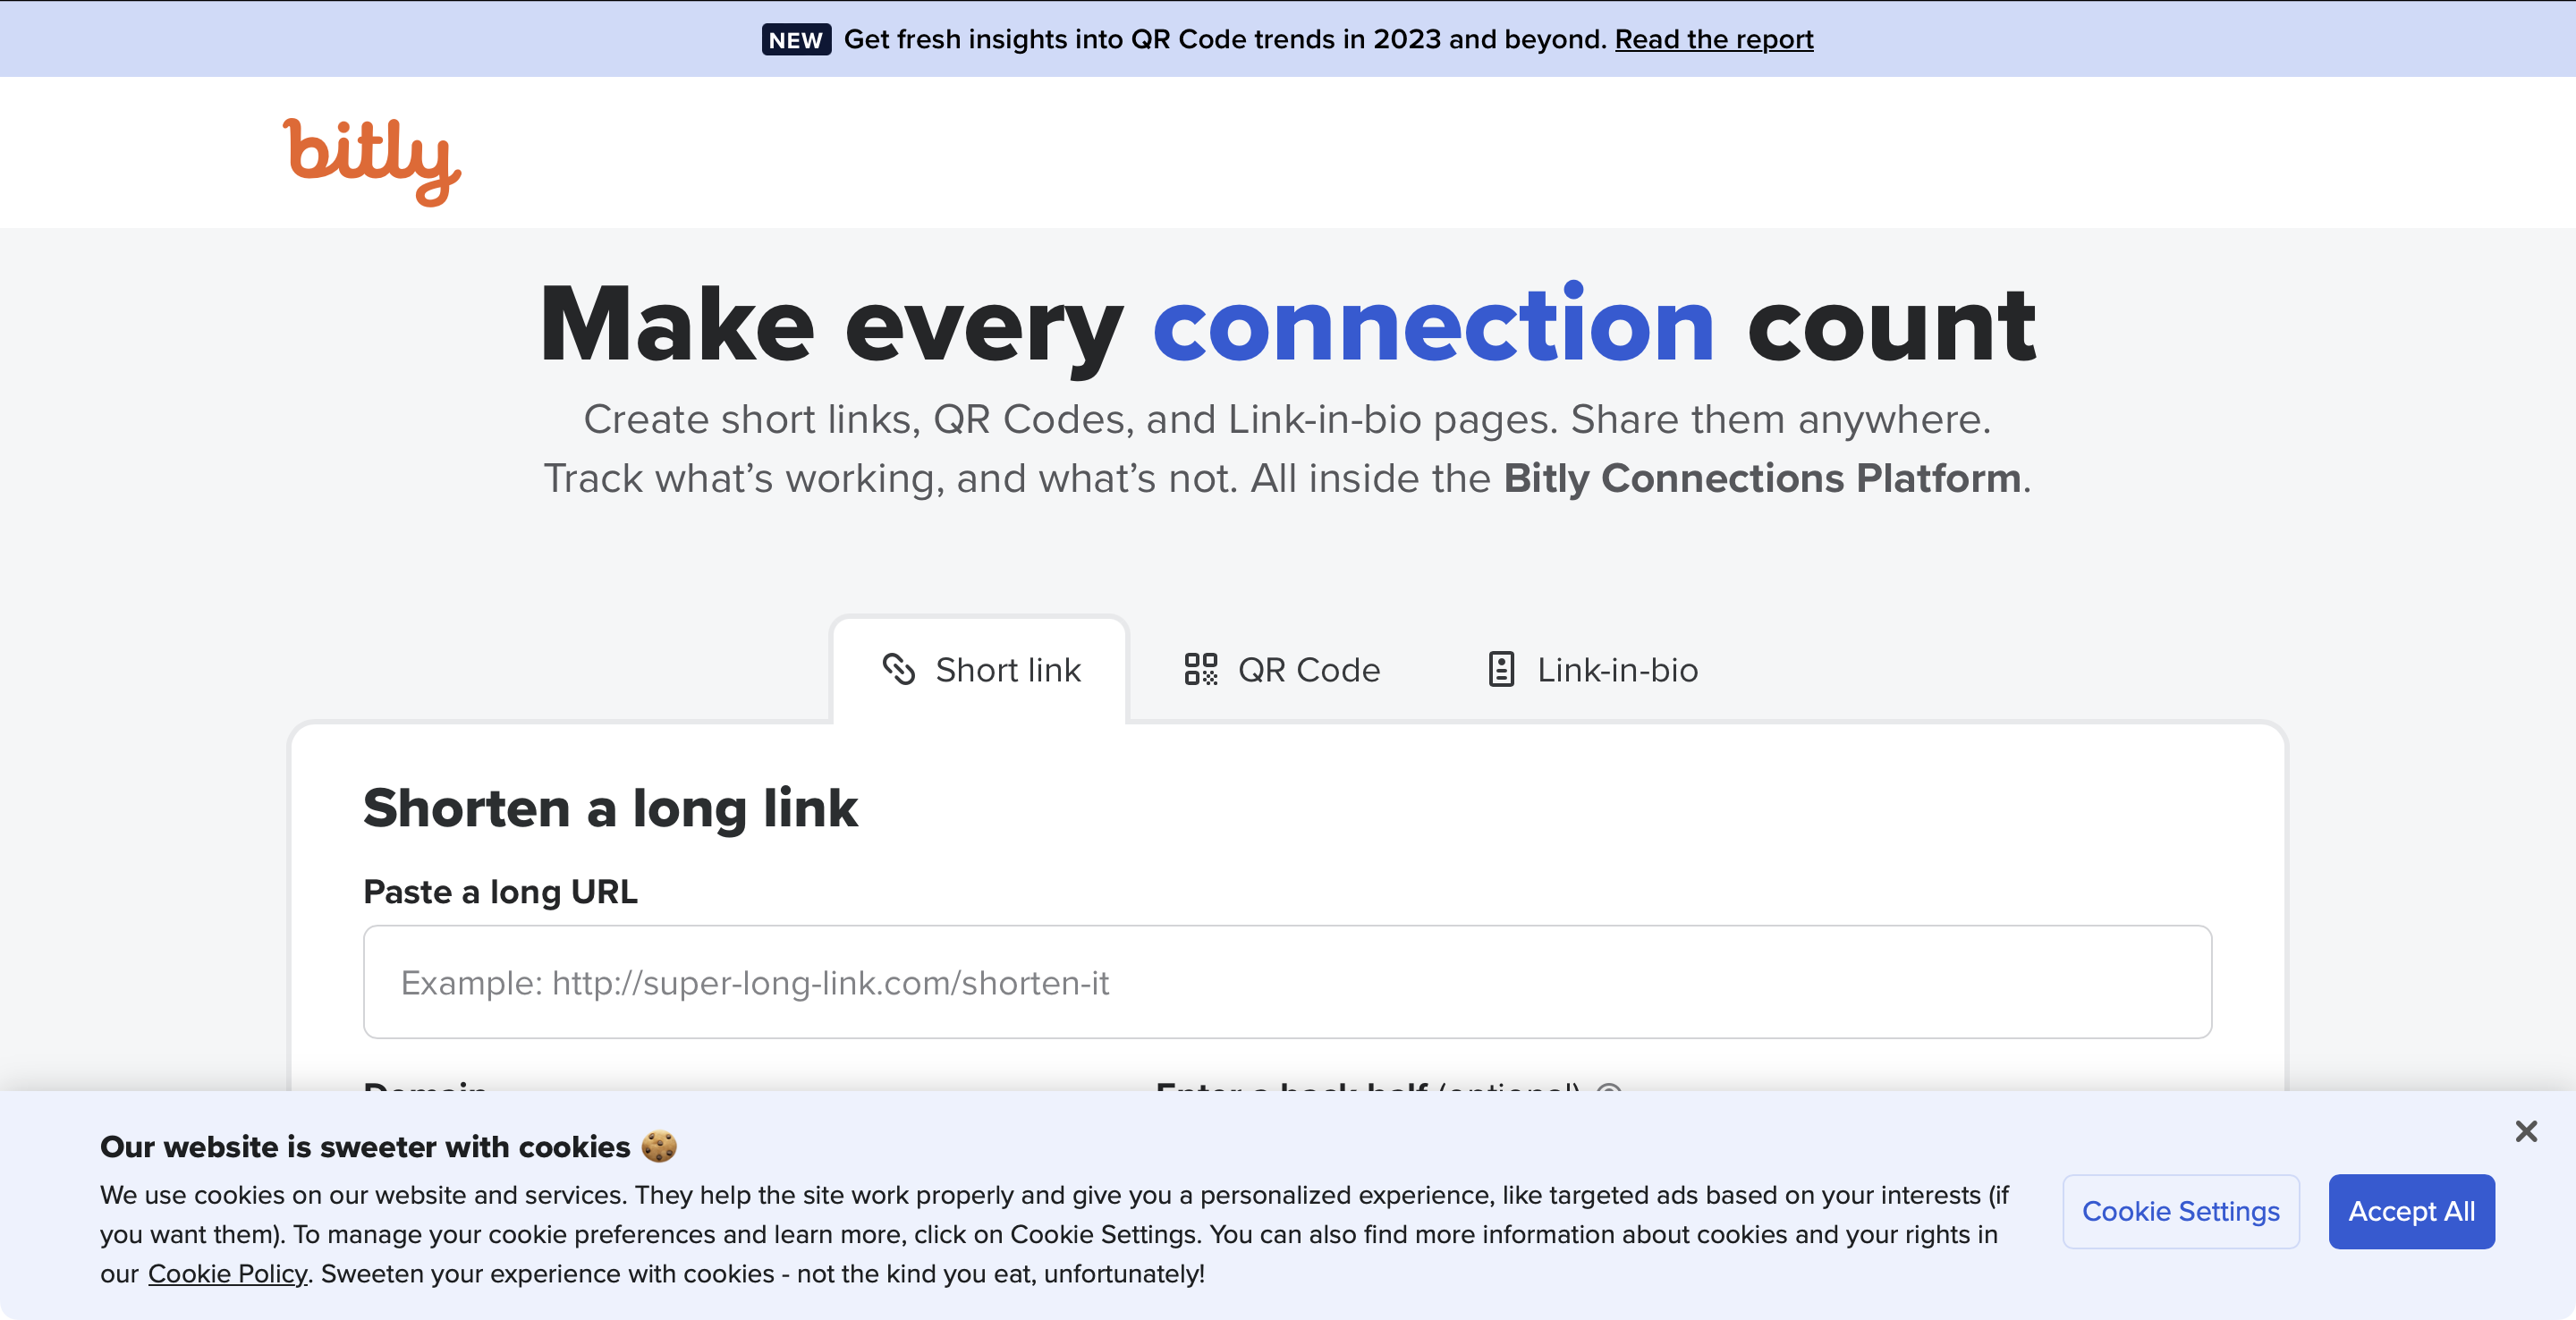 NEW Get fresh insights into QR Code trends in 2023 and beyond. Read the report
bitly
Make every connection count
Create short links, QR Codes, and Link-in-bio pages. Share them anywhere.
Track what’s working, and what’s not. All inside the Bitly Connections Platform.
Short link QR Code Link-in-bio
Shorten a long link
Paste a long URL
Example: http://super-long-link.com/shorten-it
Domain Enter a back-half (optional)
Our website is sweeter with cookies 🍪
We use cookies on our website and services. They help the site work properly and give you a personalized experience, like targeted ads based on your interests (if
you want them). To manage your cookie preferences and learn more, click on Cookie Settings. You can also find more information about cookies and your rights in
our Cookie Policy. Sweeten your experience with cookies - not the kind you eat, unfortunately!
Cookie Settings Accept All